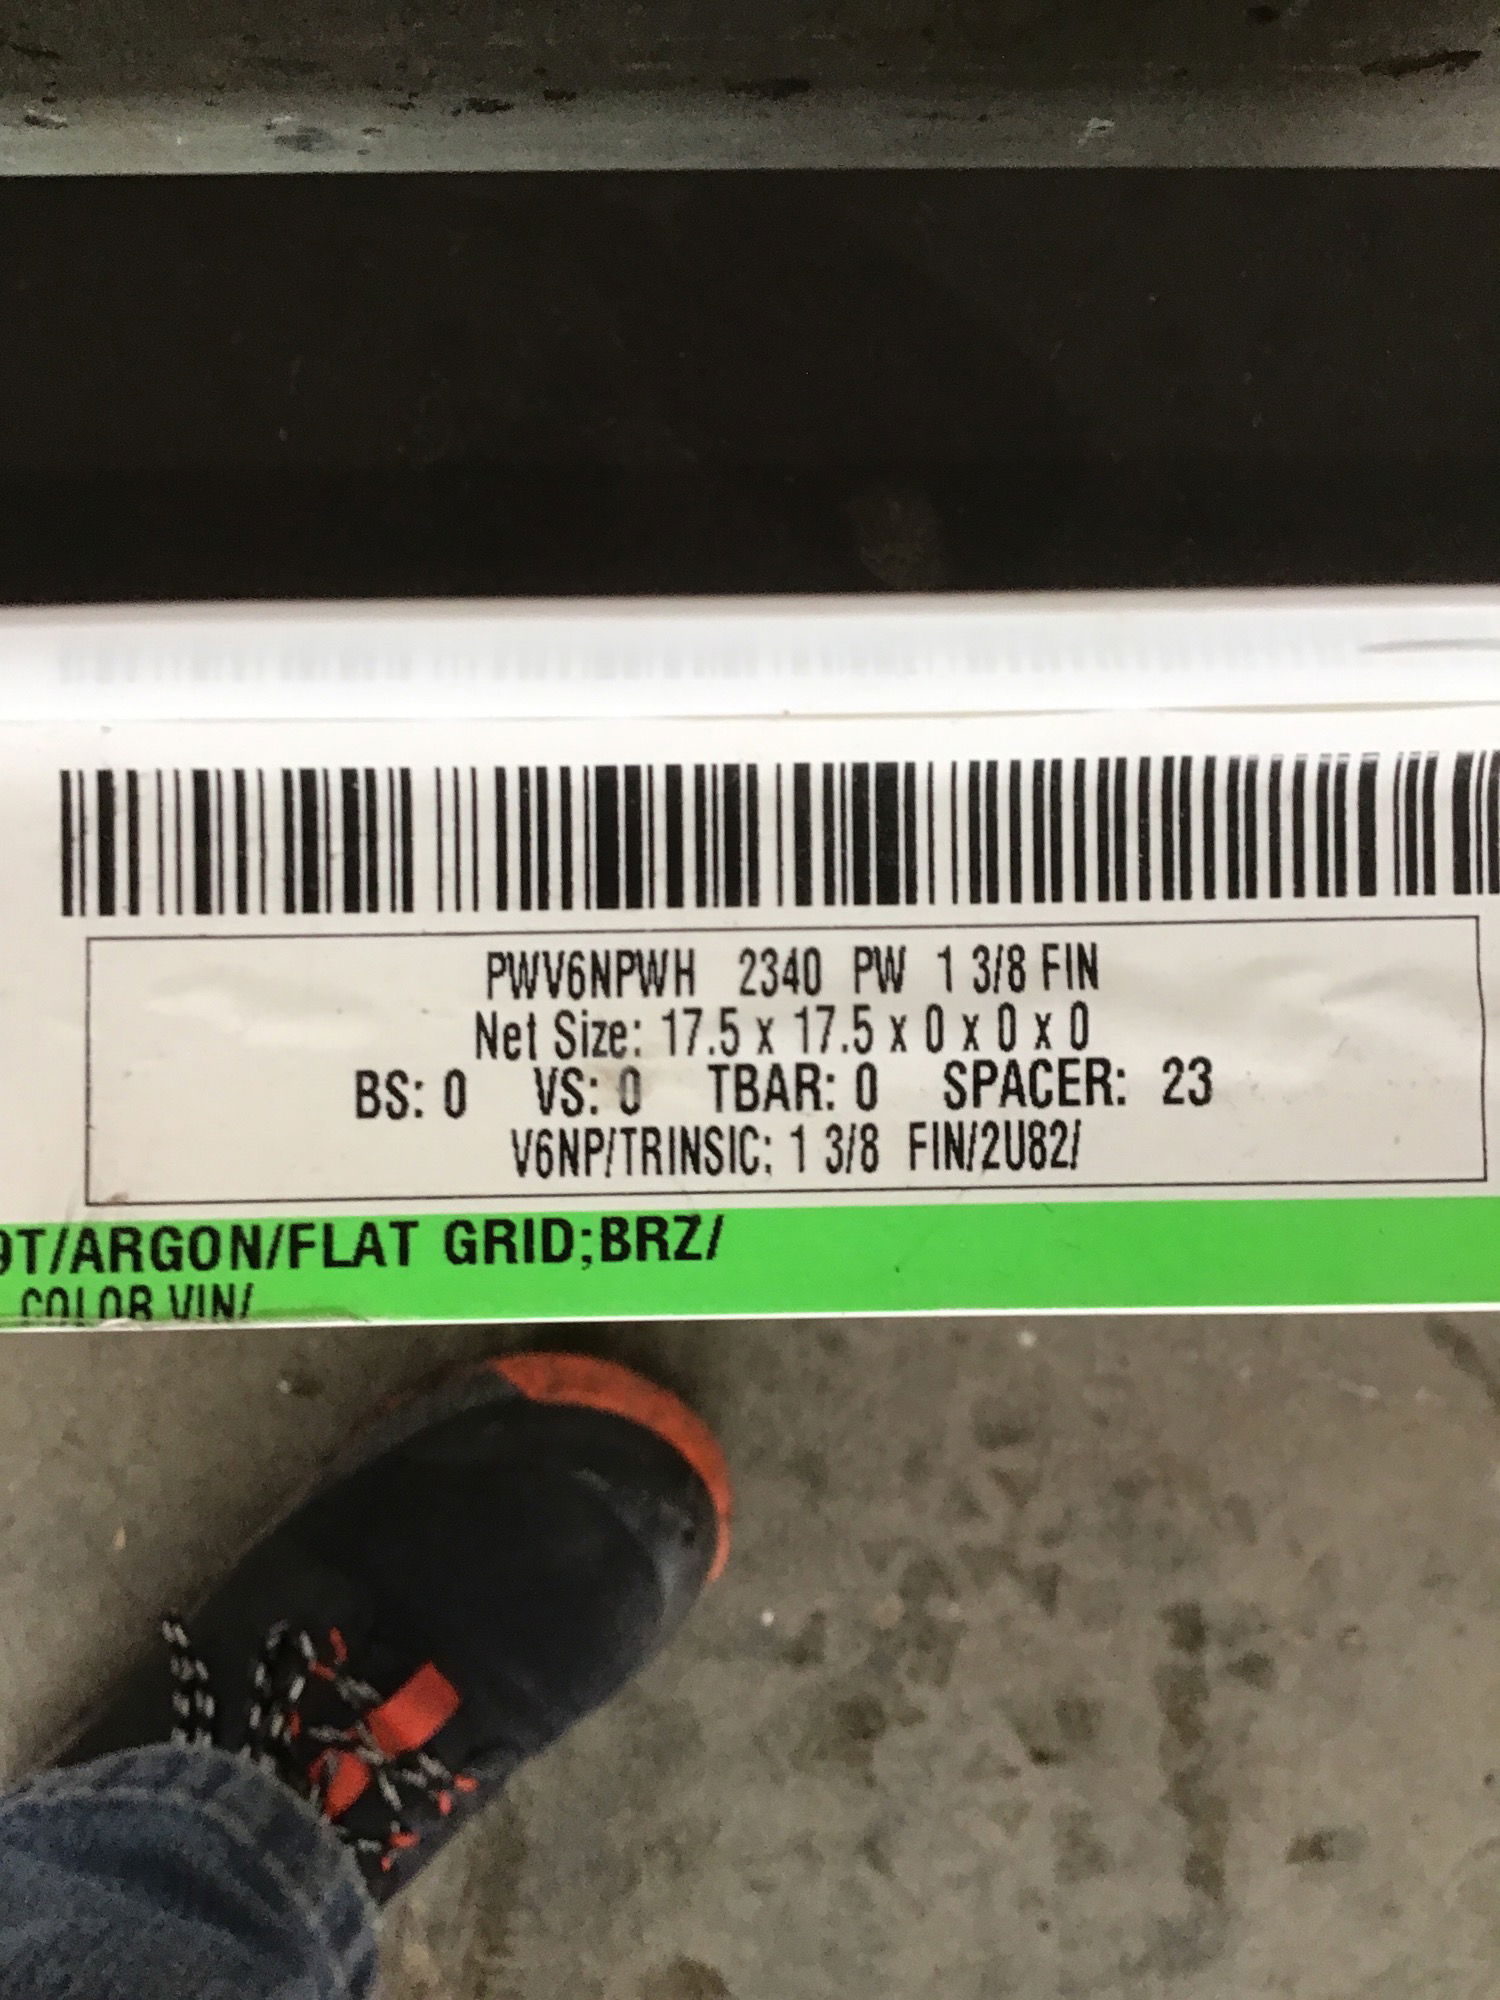 PWV6NPWH 2340 PW 1 3/8 FIN
Net Size: 17.5 x 17.5 x 0 x 0 x 0
BS: 0 VS: 0 TBAR: 0 SPACER: 23
V6NP/TRINSIC: 1 3/8 FIN/2U82/
9T/ARGON/FLAT GRID;BRZ/
COLOR VIN/